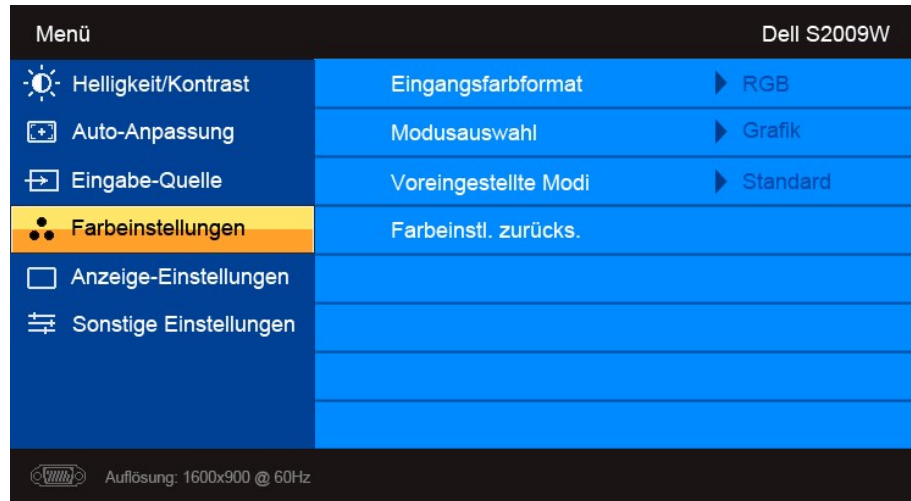 Menü Dell S2009W
Helligkeit/Kontrast Eingangsfarbformat RGB
Auto-Anpassung Modusauswahl Grafik
Eingabe-Quelle Voreingestellte Modi Standard
Farbeinstellungen Farbeinstl. zurücks.
Anzeige-Einstellungen
Sonstige Einstellungen
Auflösung: 1600x900 @ 60Hz